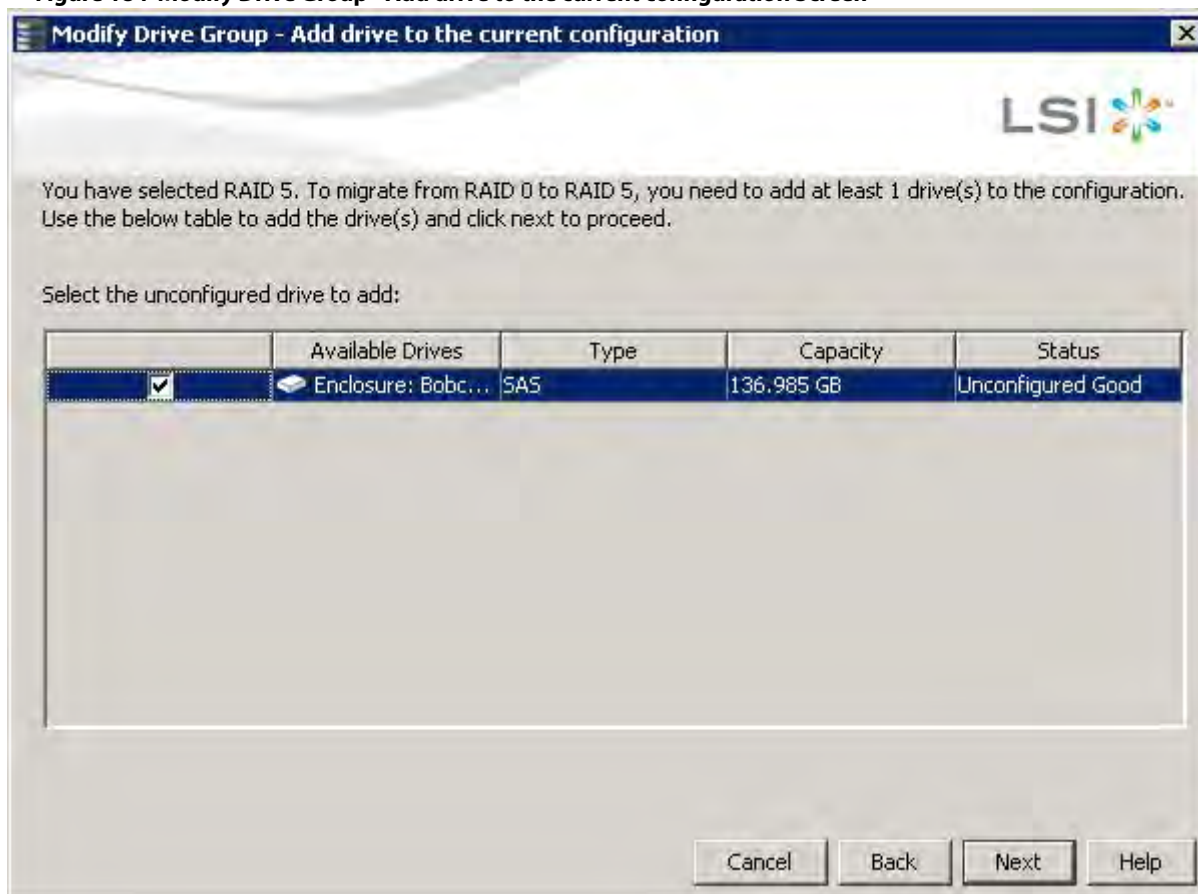 Modify Drive Group - Add drive to the current configuration
LSI
You have selected RAID 5. To migrate from RAID 0 to RAID 5, you need to add at least 1 drive(s) to the configuration.
Use the below table to add the drive(s) and click next to proceed.
Select the unconfigured drive to add:
Available Drives Type Capacity Status
Enclosure: Bobc... SAS 136.985 GB Unconfigured Good
Cancel Back Next Help